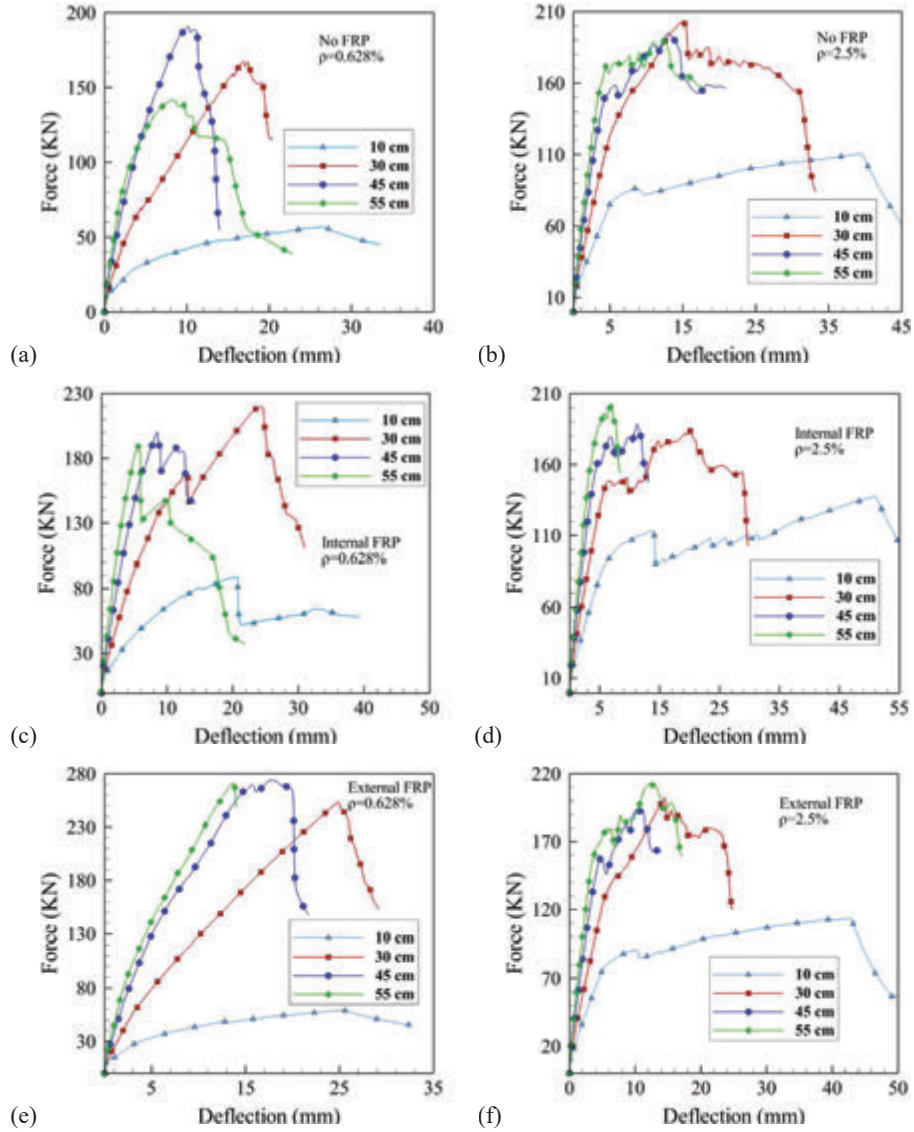 No FRP
ρ=0.628%
Force (KN)
200
150
100
50
0
10 cm
30 cm
45 cm
55 cm
0
10
20
30
40
Deflection (mm)
(a)
No FRP
ρ=2.5%
Force (KN)
210
160
110
60
10
10 cm
30 cm
45 cm
55 cm
5
15
25
35
45
Deflection (mm)
(b)
Force (KN)
230
180
130
80
30
10 cm
30 cm
45 cm
55 cm
Internal FRP
ρ=0.628%
0
10
20
30
40
50
Deflection (mm)
(c)
Internal FRP
ρ=2.5%
Force (KN)
210
160
110
60
10
10 cm
30 cm
45 cm
55 cm
5
15
25
35
45
55
Deflection (mm)
(d)
External FRP
ρ=0.628%
Force (KN)
280
230
180
130
80
30
10 cm
30 cm
45 cm
55 cm
5
15
25
35
Deflection (mm)
(e)
External FRP
ρ=2.5%
Force (KN)
220
170
120
70
20
10 cm
30 cm
45 cm
55 cm
0
10
20
30
40
50
Deflection (mm)
(f)